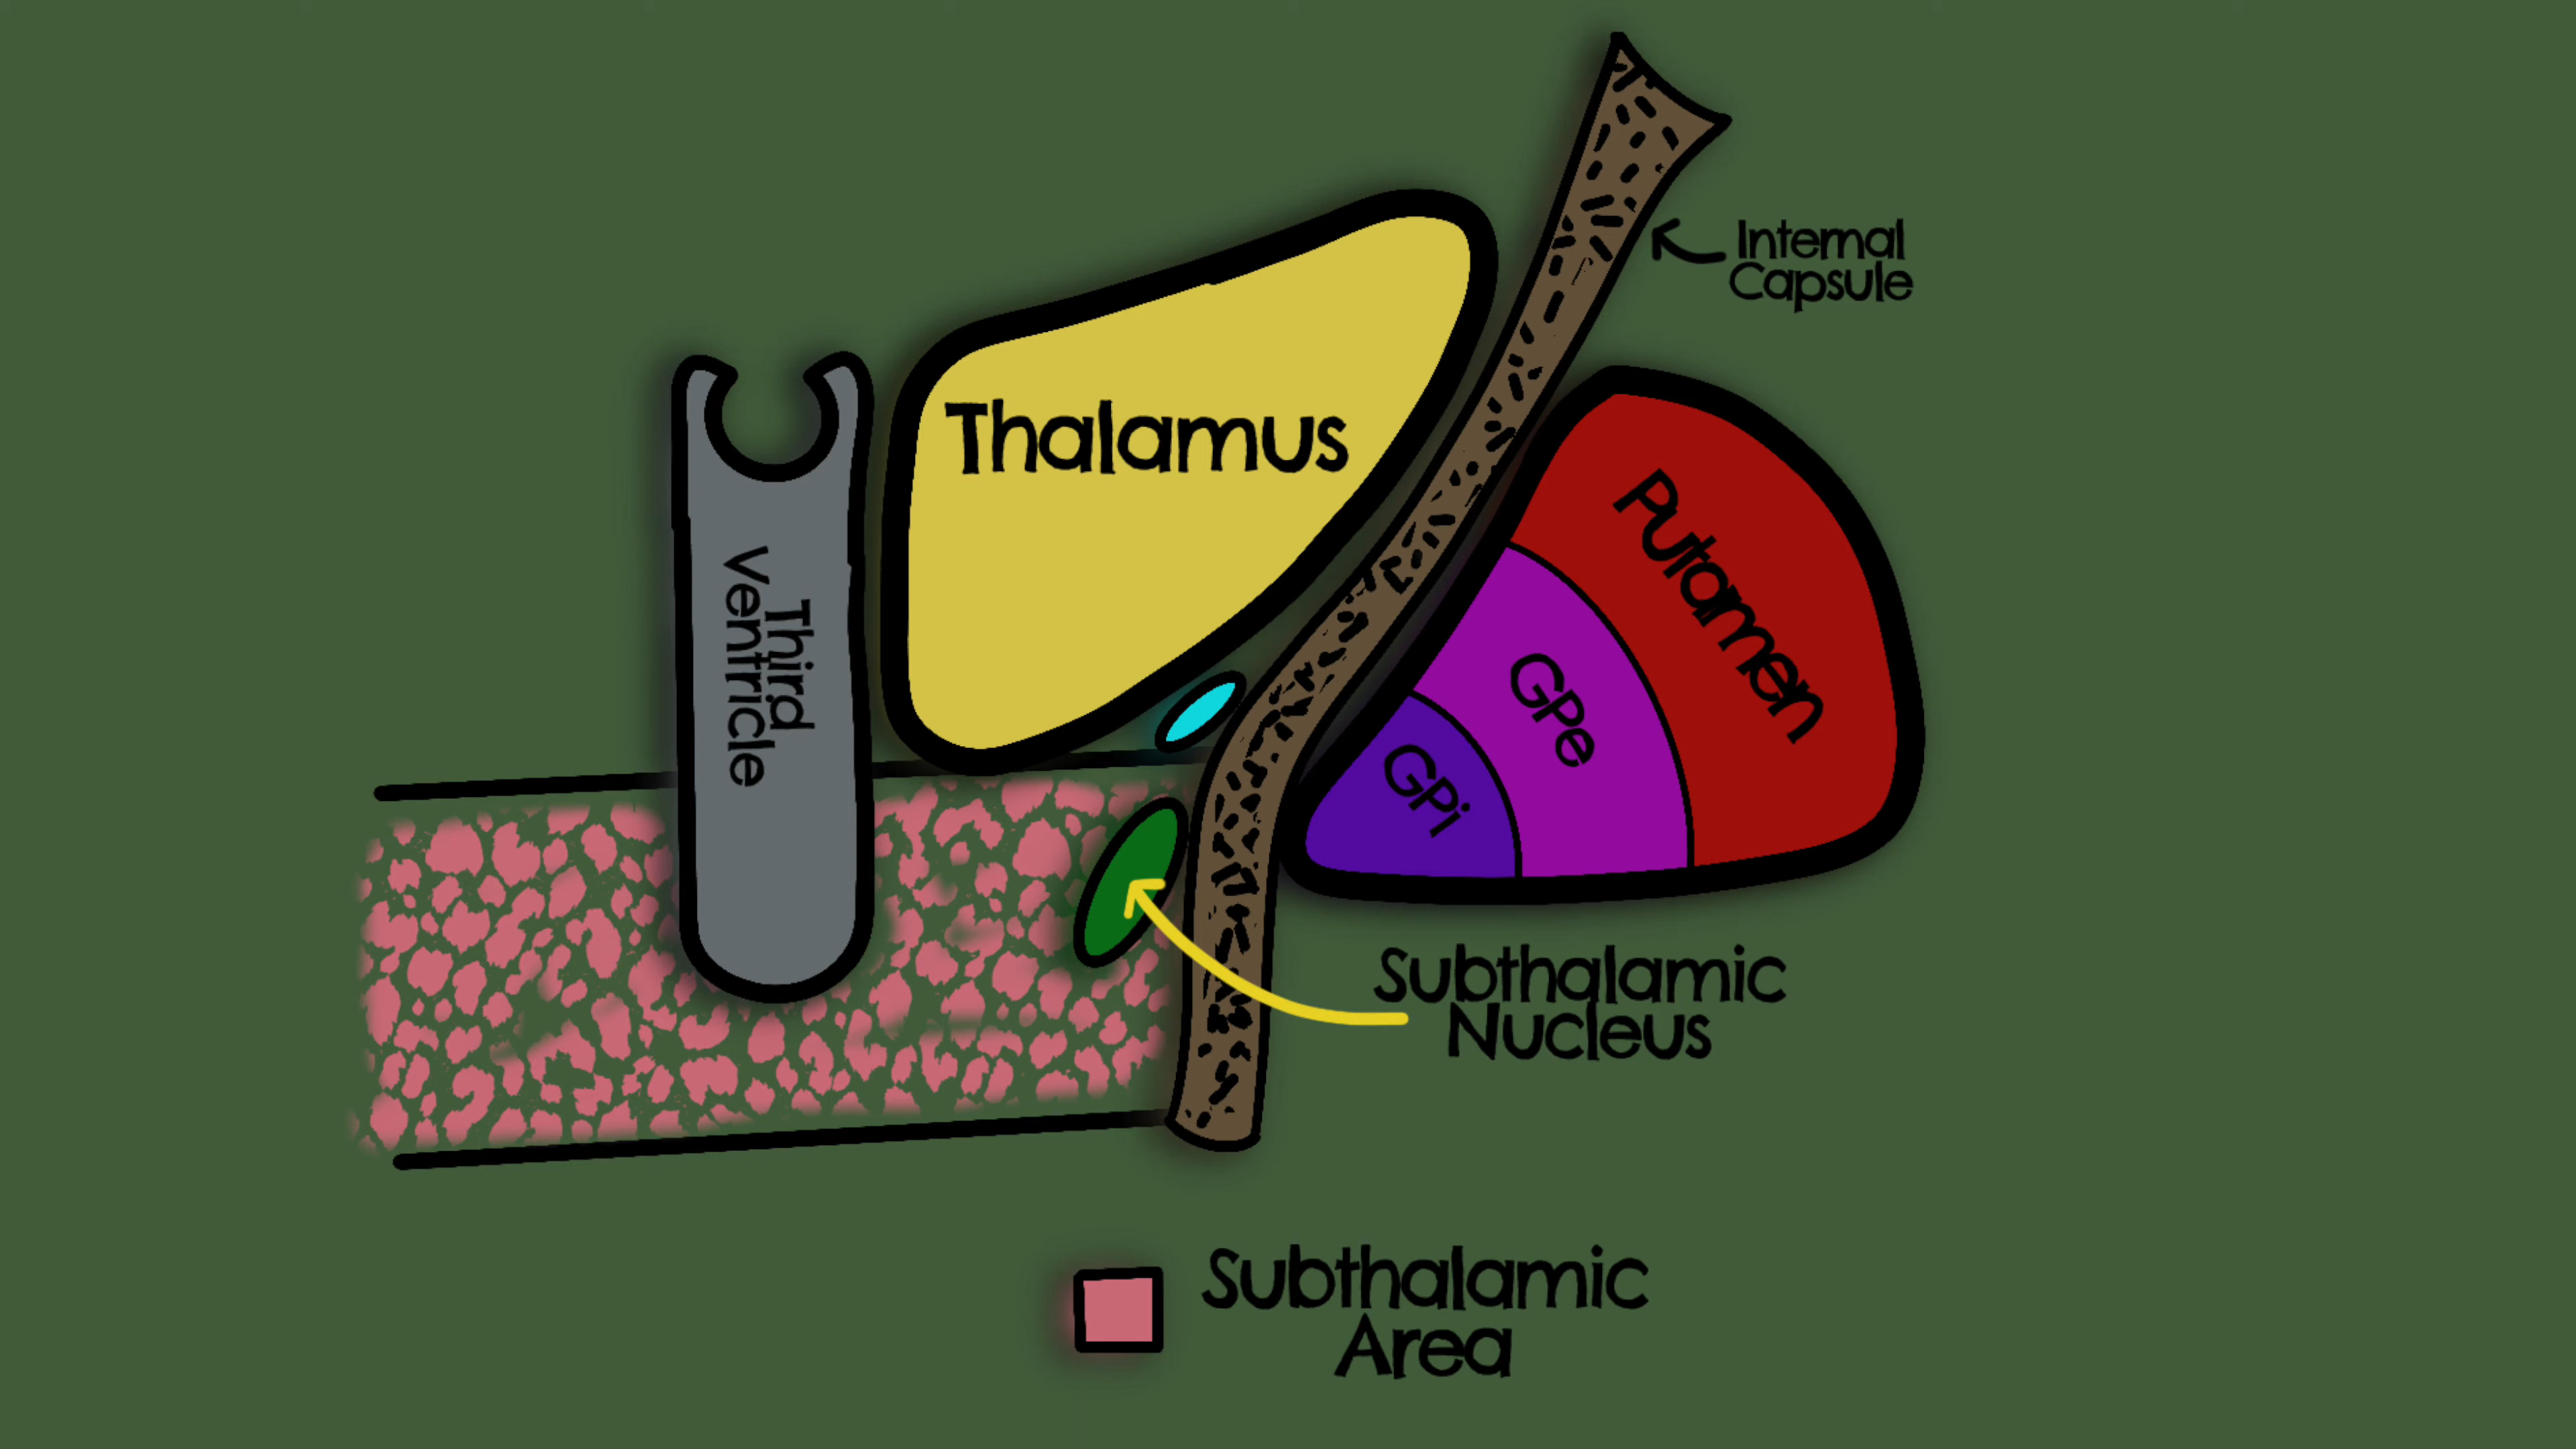 Internal
Capsule
Thalamus
Third
Ventricle
Putamen
GPe
GPi
Subthalamic
Nucleus
Subthalamic
Area